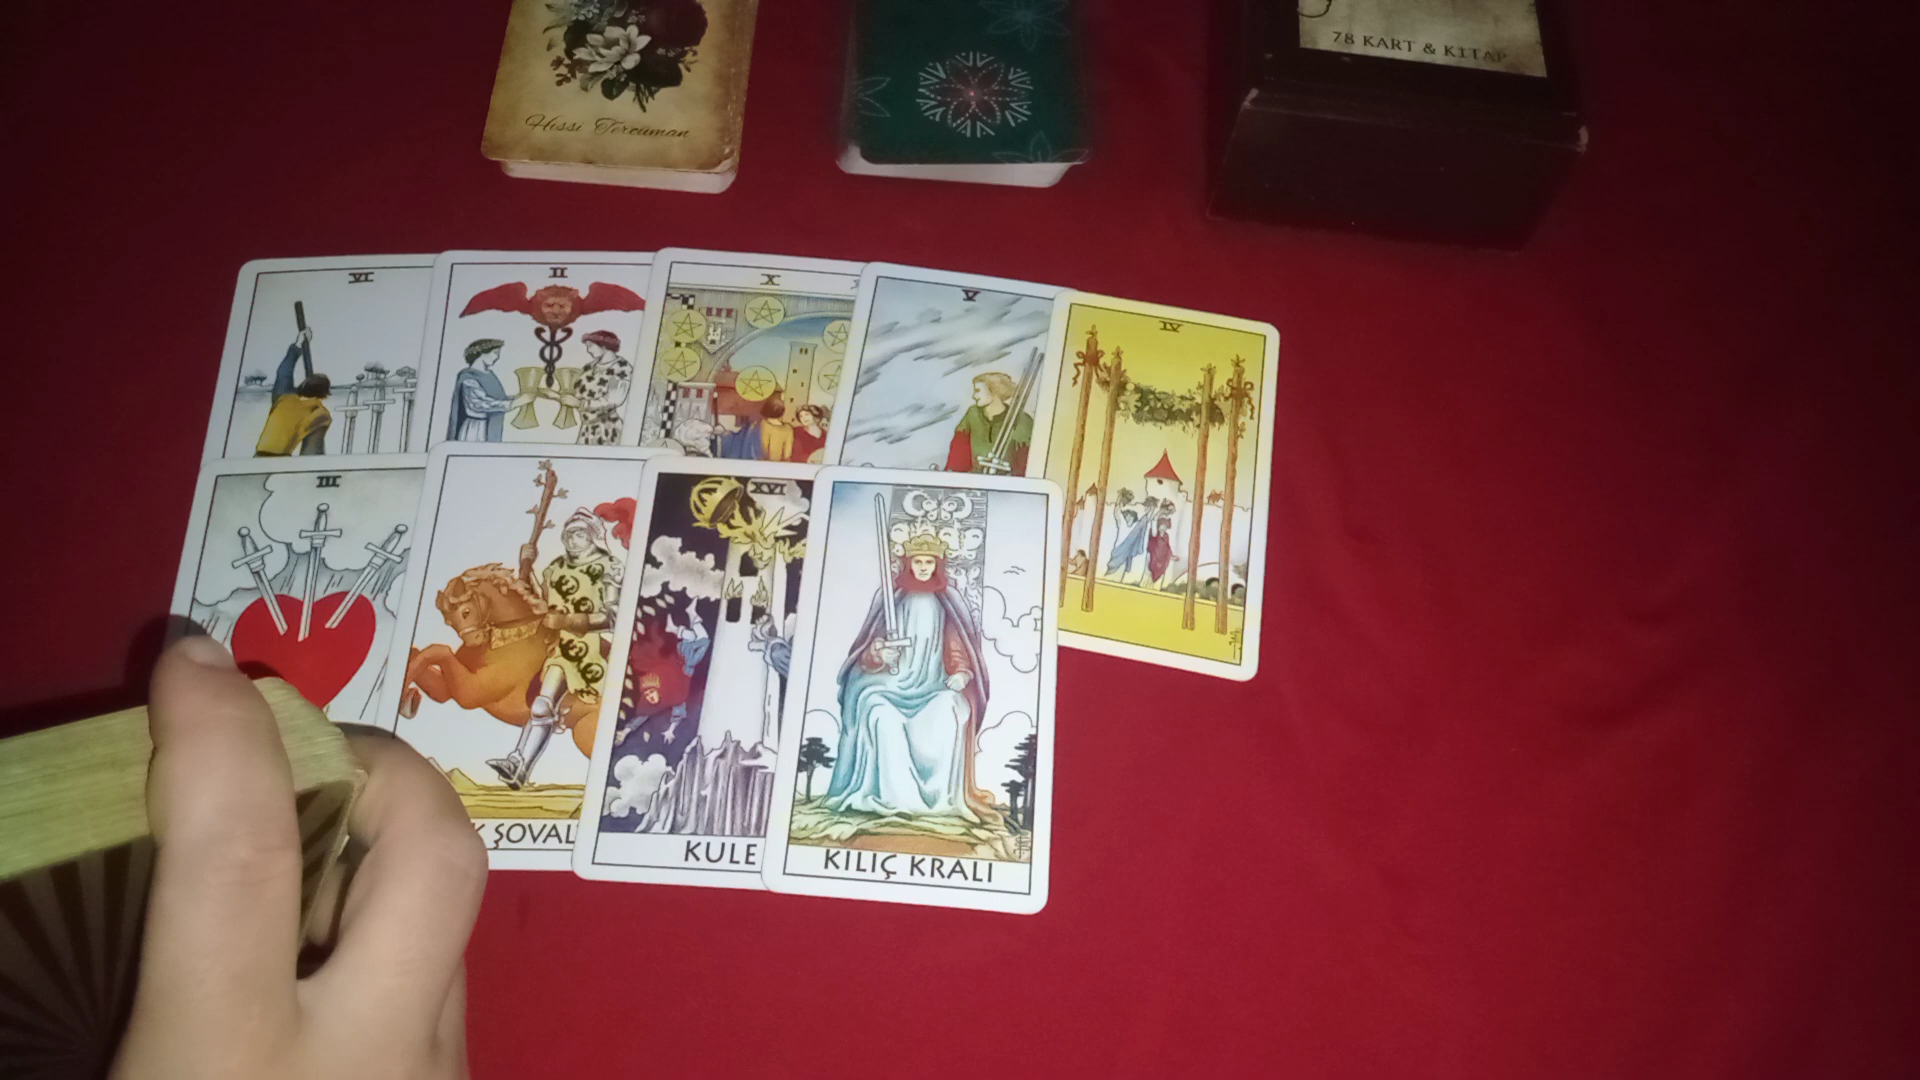 Hissi Tercüman
78 KART & KİTAP
VI
II
X
V
IV
III
XVI
K ŞOVAL
KULE
KILIÇ KRALI